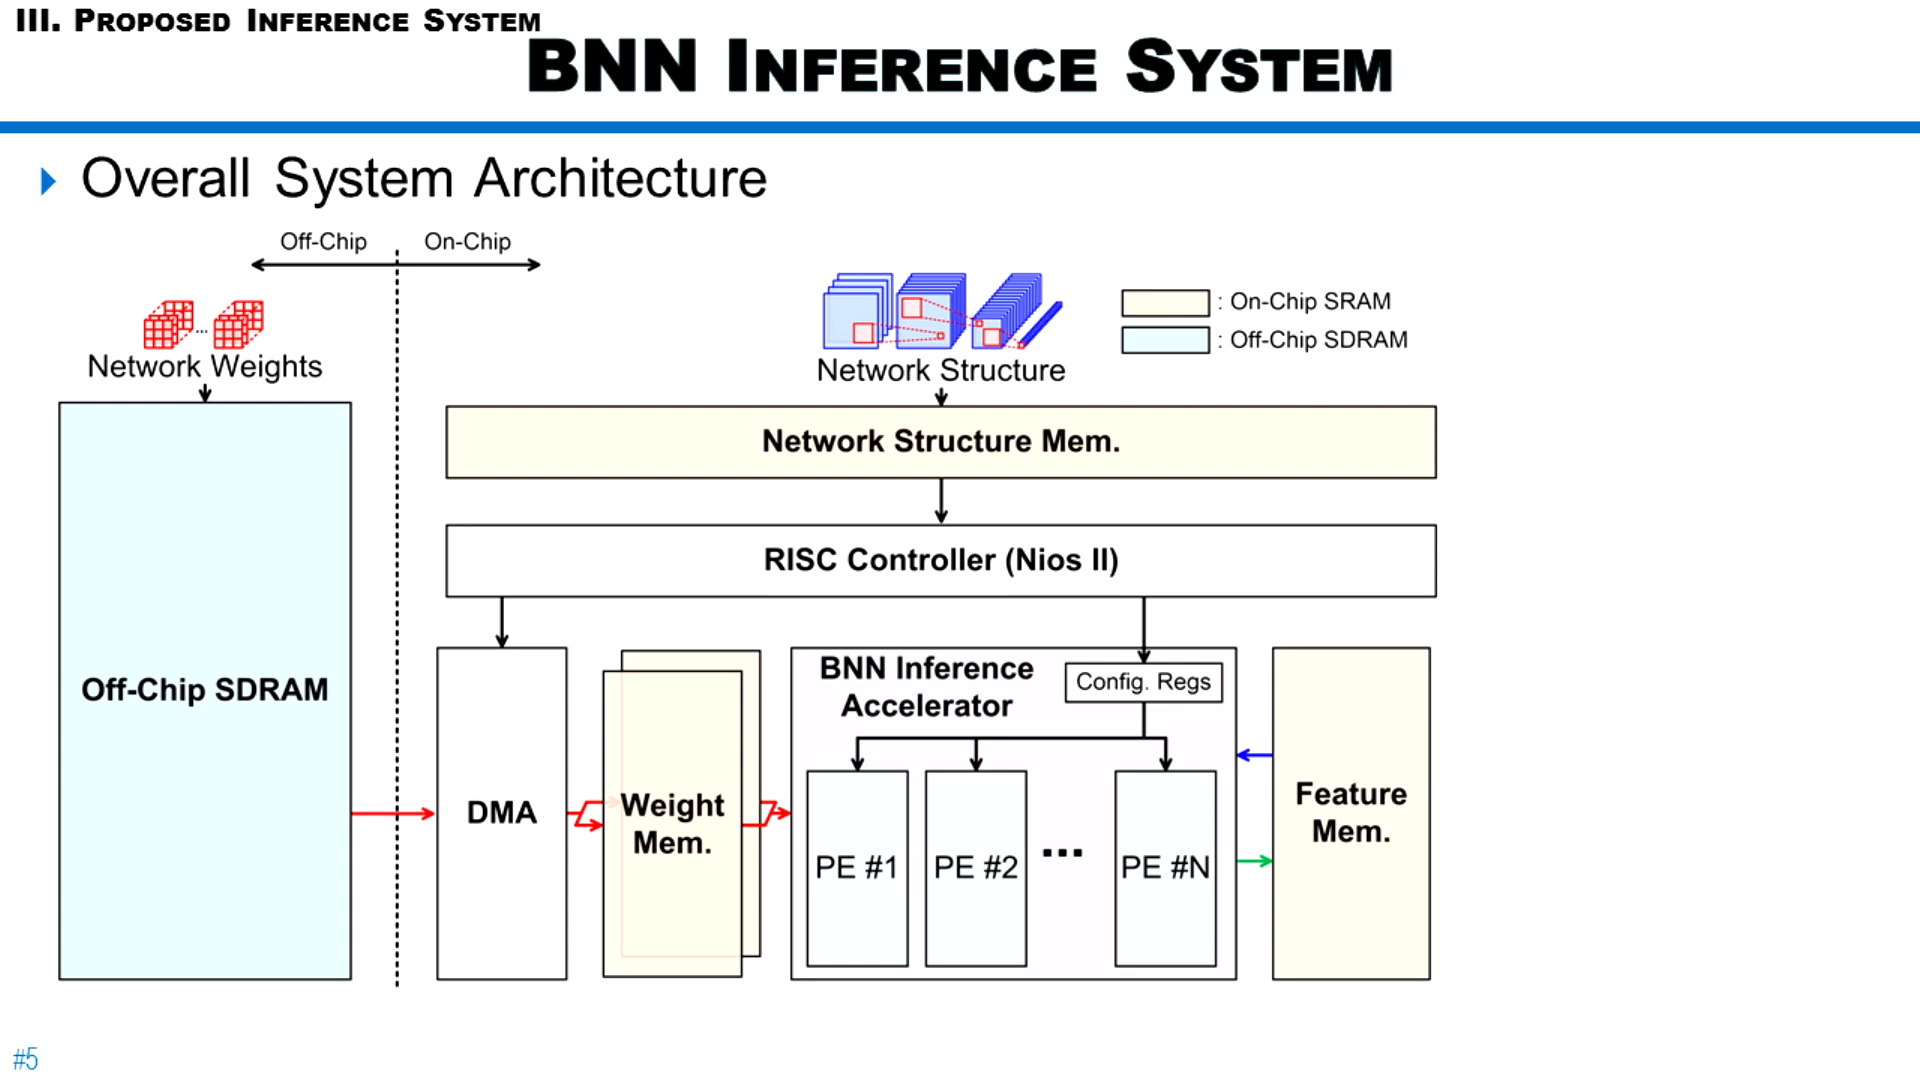 III. PROPOSED INFERENCE SYSTEM
BNN INFERENCE SYSTEM
Overall System Architecture
Off-Chip
On-Chip
...
Network Weights
Network Structure
: On-Chip SRAM
: Off-Chip SDRAM
Network Structure Mem.
RISC Controller (Nios II)
Off-Chip SDRAM
DMA
Weight
Mem.
BNN Inference
Accelerator
Config. Regs
PE #1
PE #2
...
PE #N
Feature
Mem.
#5